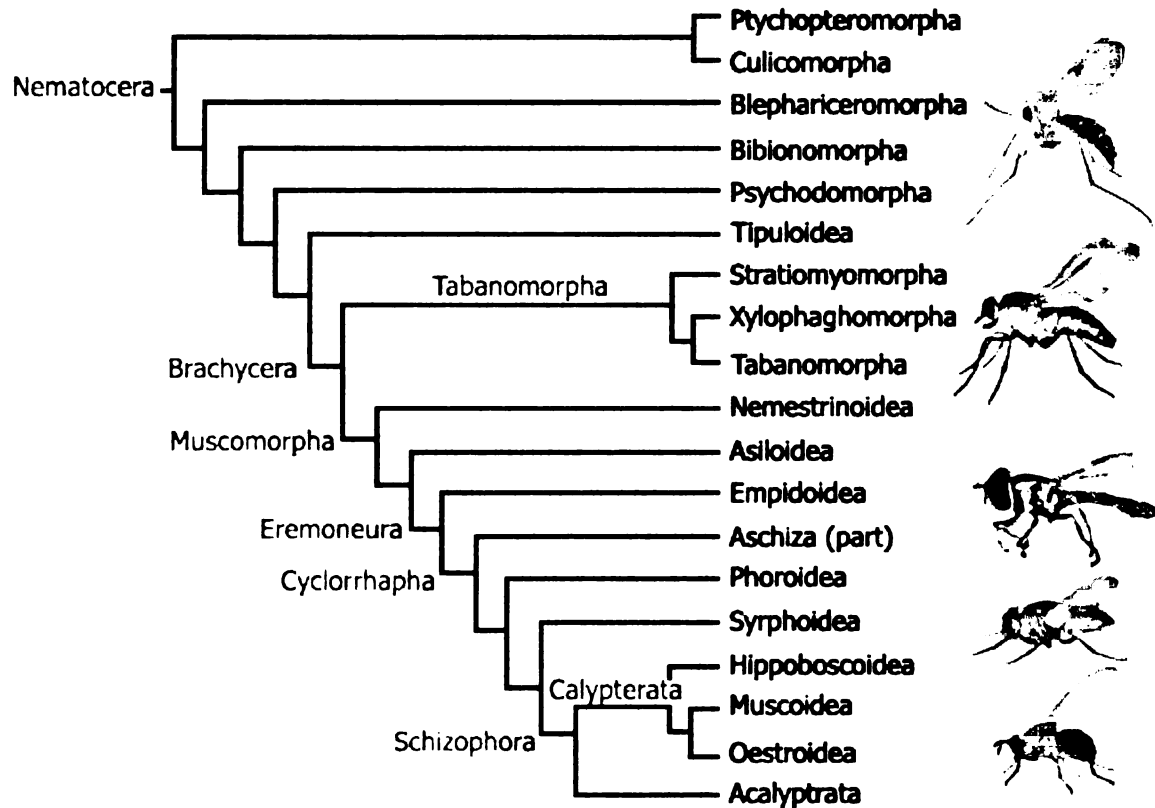 Ptychopteromorpha
Culicomorpha
Nematocera
Blephariceromorpha
Bibionomorpha
Psychodomorpha
Tipuloidea
Tabanomorpha
Stratiomyomorpha
Xylophaghomorpha
Brachycera
Tabanomorpha
Nemestrinoidea
Muscomorpha
Asiloidea
Empidoidea
Eremoneura
Aschiza (part)
Cyclorrhapha
Phoroidea
Syrphoidea
Hippoboscoidea
Calypterata
Muscoidea
Schizophora
Oestroidea
Acalyptrata